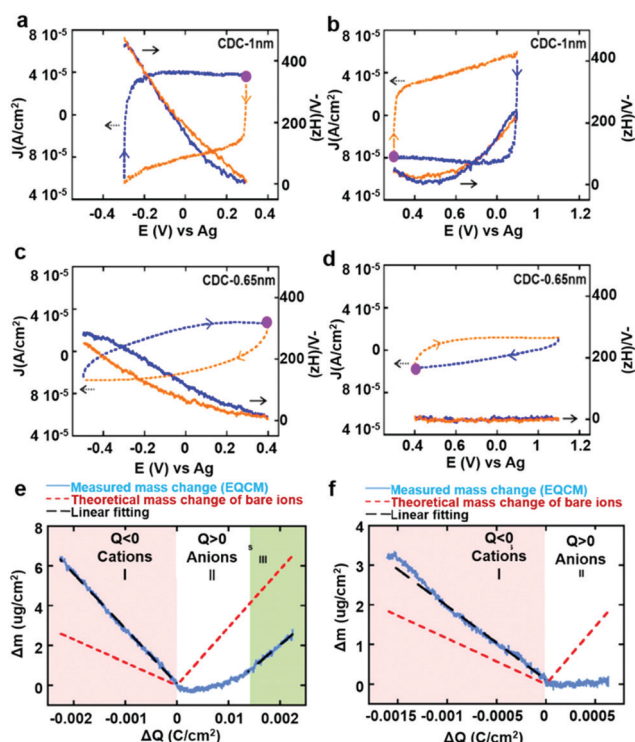 a
CDC-1nm
8 10⁻⁵
4 10⁻⁵
0
8 10⁻⁵
4 10⁻⁵
J(A/cm²)
400
200
0
(zH)/V-
-0.4
-0.2
0
0.2
0.4
E (V) vs Ag
b
CDC-1nm
8 10⁻⁵
4 10⁻⁵
0
8 10⁻⁵
4 10⁻⁵
J(A/cm²)
400
200
0
(zH)/V-
0.4
0.6
0.8
1
1.2
E (V) vs Ag
c
CDC-0.65nm
8 10⁻⁵
4 10⁻⁵
0
8 10⁻⁵
4 10⁻⁵
J(A/cm²)
400
200
0
(zH)/V-
-0.4
-0.2
0
0.2
0.4
E (V) vs Ag
d
CDC-0.65nm
8 10⁻⁵
4 10⁻⁵
0
8 10⁻⁵
4 10⁻⁵
J(A/cm²)
400
200
0
(zH)/V-
0.4
0.6
0.8
1
1.2
E (V) vs Ag
e
Measured mass change (EQCM)
Theoretical mass change of bare ions
Linear fitting
Q<0
Cations
I
Q>0
Anions
II
s
III
8
6
4
2
0
Δm (ug/cm²)
-0.002
-0.001
0
0.001
0.002
ΔQ (C/cm²)
f
Measured mass change (EQCM)
Theoretical mass change of bare ions
Linear fitting
Q<0
Cations
I
Q>0
Anions
II
4
3
2
1
0
Δm (ug/cm²)
-0.0015
-0.001
-0.0005
0
0.0005
ΔQ (C/cm²)